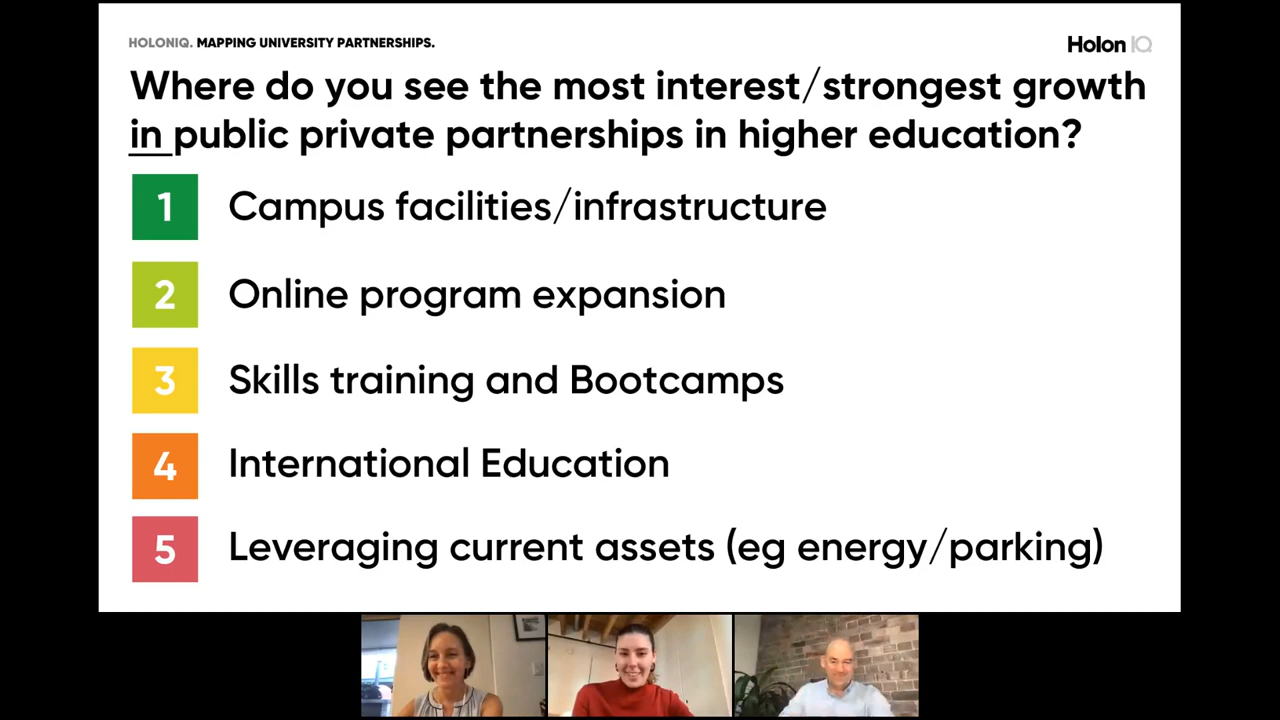 HOLONIQ. MAPPING UNIVERSITY PARTNERSHIPS.
Holon IQ
Where do you see the most interest/strongest growth
in public private partnerships in higher education?
1 Campus facilities/infrastructure
2 Online program expansion
3 Skills training and Bootcamps
4 International Education
5 Leveraging current assets (eg energy/parking)